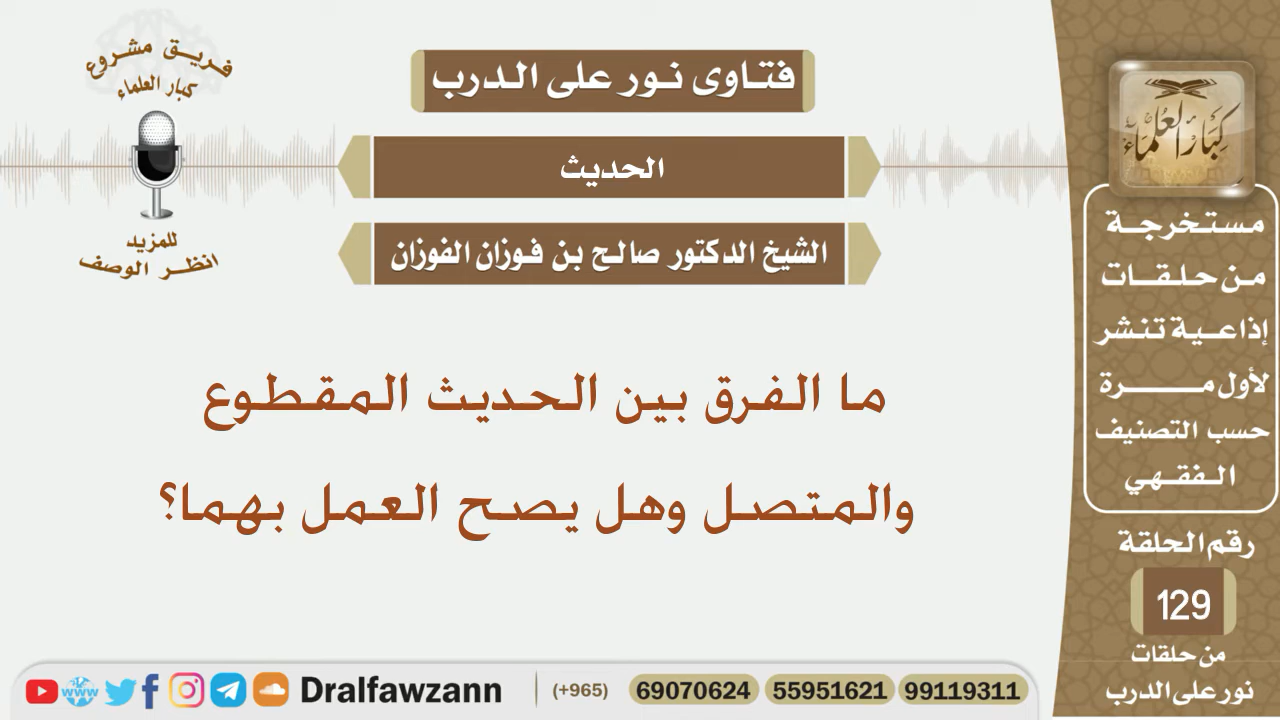 فريق مشروع
كبار العلماء
للمزيد
انظر الوصف
فتاوى نور على الدرب
الحديث
الشيخ الدكتور صالح بن فوزان الفوزان
ما الفرق بين الحديث المقطوع
والمتصل وهل يصح العمل بهما؟
كبار العلماء
مستخرجة
من حلقات
إذاعية تنشر
لأول مرة
حسب التصنيف
الفقهي
رقم الحلقة
129
من حلقات
نور على الدرب
www Dralfawzann (+965) 69070624 55951621 99119311